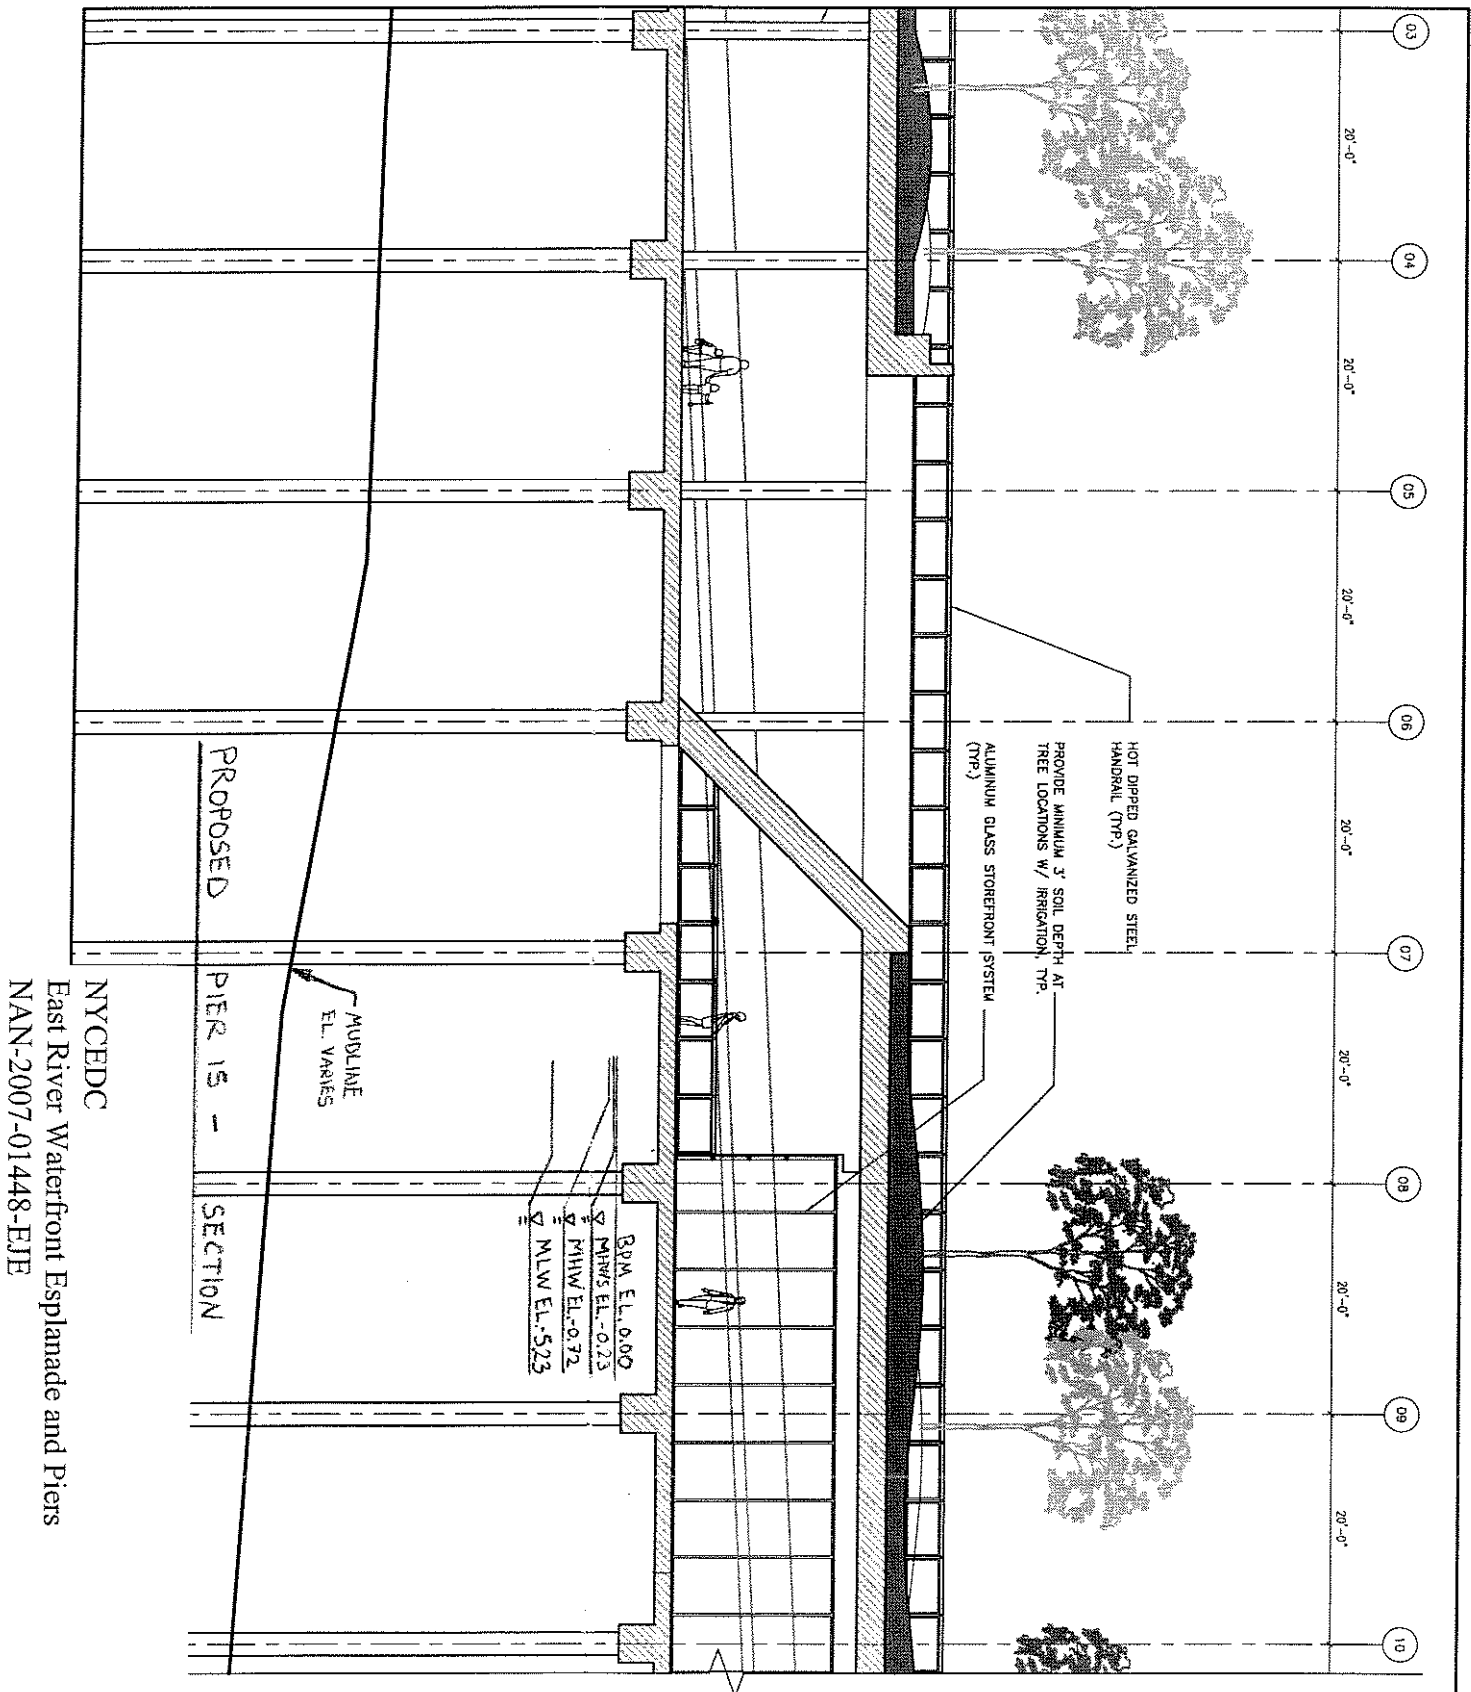 03
04
05
06
07
08
09
10
20'-0"
20'-0"
20'-0"
20'-0"
20'-0"
20'-0"
20'-0"
HOT DIPPED GALVANIZED STEEL
HANDRAIL (TYP.)
PROVIDE MINIMUM 3' SOIL DEPTH AT
TREE LOCATIONS W/ IRRIGATION, TYP.
ALUMINUM GLASS STOREFRONT SYSTEM
(TYP.)
BPM EL. 0.00
MHWS EL. -0.23
MHW EL. -0.72
MLW EL. -5.23
MUDLINE
EL. VARIES
PROPOSED PIER 15 - SECTION
NYCEDC
East River Waterfront Esplanade and Piers
NAN-2007-01448-EJE